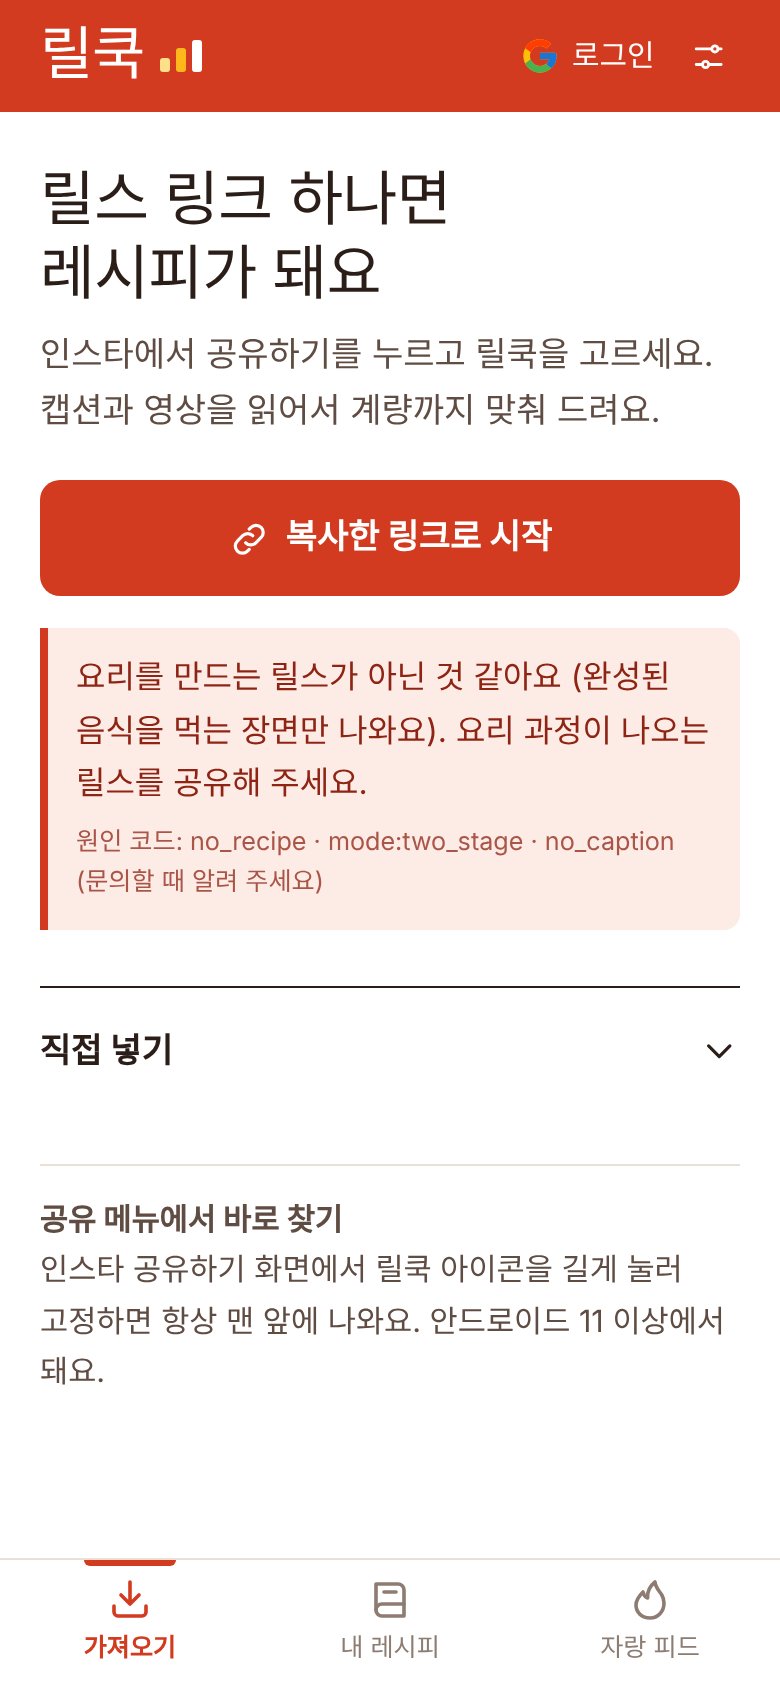 릴쿡
로그인
릴스 링크 하나면
레시피가 돼요
인스타에서 공유하기를 누르고 릴쿡을 고르세요.
캡션과 영상을 읽어서 계량까지 맞춰 드려요.
복사한 링크로 시작
요리를 만드는 릴스가 아닌 것 같아요 (완성된
음식을 먹는 장면만 나와요). 요리 과정이 나오는
릴스를 공유해 주세요.
원인 코드: no_recipe · mode:two_stage · no_caption
(문의할 때 알려 주세요)
직접 넣기
공유 메뉴에서 바로 찾기
인스타 공유하기 화면에서 릴쿡 아이콘을 길게 눌러
고정하면 항상 맨 앞에 나와요. 안드로이드 11 이상에서
돼요.
가져오기
내 레시피
자랑 피드